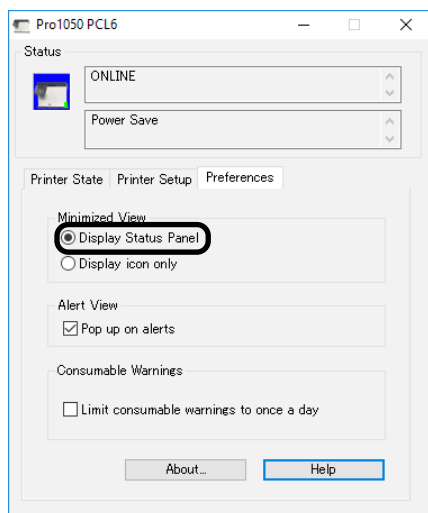 Pro1050 PCL6
Status
ONLINE
Power Save
Printer State Printer Setup Preferences
Minimized View
Display Status Panel
Display icon only
Alert View
Pop up on alerts
Consumable Warnings
Limit consumable warnings to once a day
About... Help